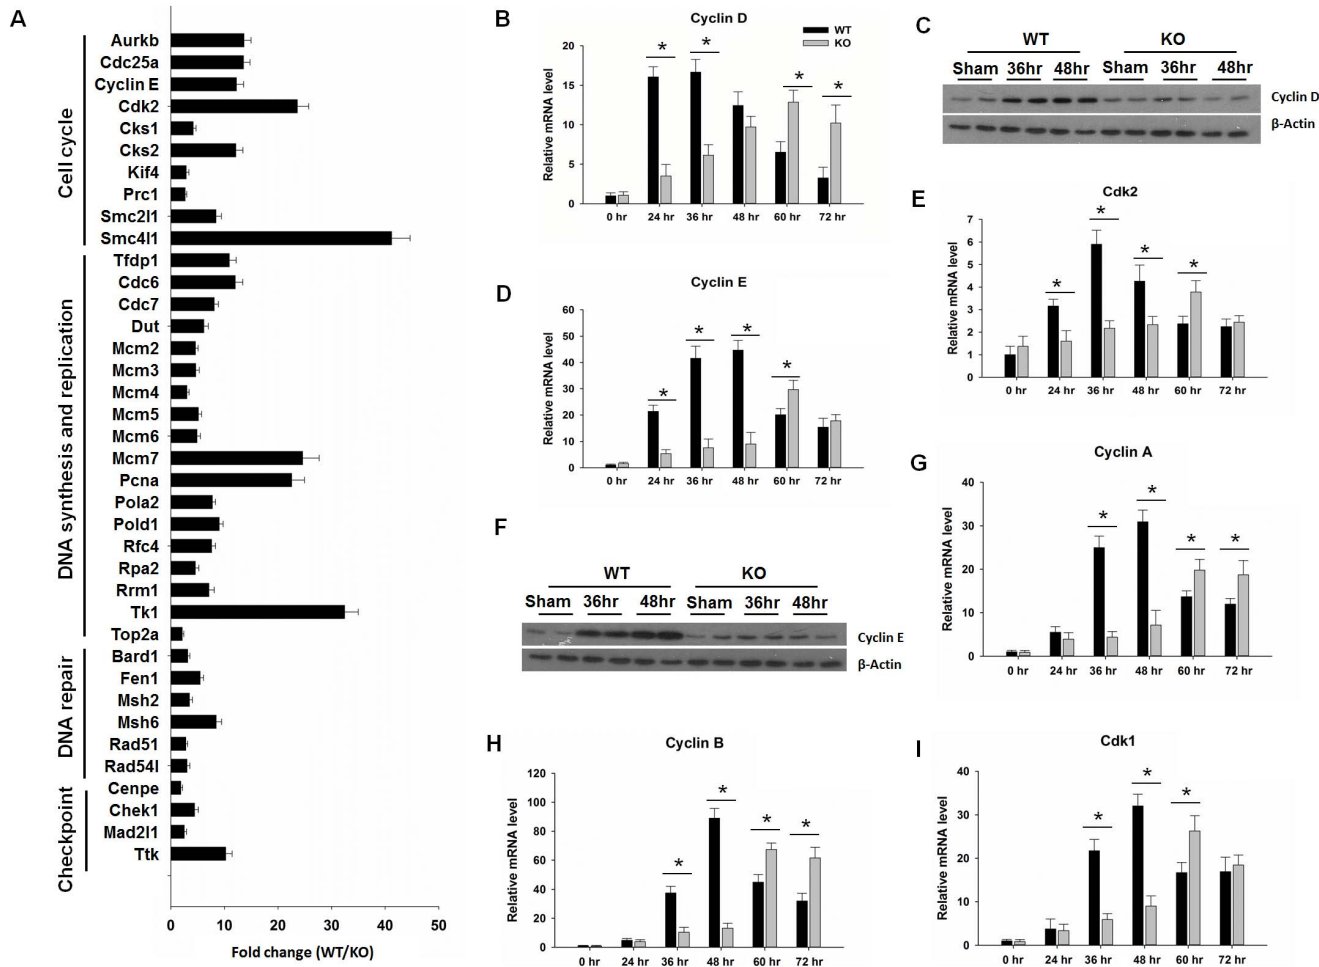 A
Cell cycle
Aurkb
Cdc25a
Cyclin E
Cdk2
Cks1
Cks2
Kif4
Prc1
Smc2l1
Smc4l1
DNA synthesis and replication
Tfdp1
Cdc6
Cdc7
Dut
Mcm2
Mcm3
Mcm4
Mcm5
Mcm6
Mcm7
Pcna
Pola2
Pold1
Rfc4
Rpa2
Rrm1
Tk1
Top2a
DNA repair
Bard1
Fen1
Msh2
Msh6
Rad51
Rad54l
Checkpoint
Cenpe
Chek1
Mad2l1
Ttk
0 10 20 30 40 50
Fold change (WT/KO)
B
Cyclin D
WT
KO
Relative mRNA level
20
15
10
5
0
* * * *
0 hr 24 hr 36 hr 48 hr 60 hr 72 hr
C
WT KO
Sham 36hr 48hr Sham 36hr 48hr
Cyclin D
β-Actin
D
Cyclin E
Relative mRNA level
60
50
40
30
20
10
0
* * * *
0 hr 24 hr 36 hr 48 hr 60 hr 72 hr
E
Cdk2
Relative mRNA level
7
6
5
4
3
2
1
0
* * * *
0 hr 24 hr 36 hr 48 hr 60 hr 72 hr
F
WT KO
Sham 36hr 48hr Sham 36hr 48hr
Cyclin E
β-Actin
G
Cyclin A
Relative mRNA level
40
30
20
10
0
* * * *
0 hr 24 hr 36 hr 48 hr 60 hr 72 hr
H
Cyclin B
Relative mRNA level
120
100
80
60
40
20
0
* * * *
0 hr 24 hr 36 hr 48 hr 60 hr 72 hr
I
Cdk1
Relative mRNA level
40
30
20
10
0
* * *
0 hr 24 hr 36 hr 48 hr 60 hr 72 hr